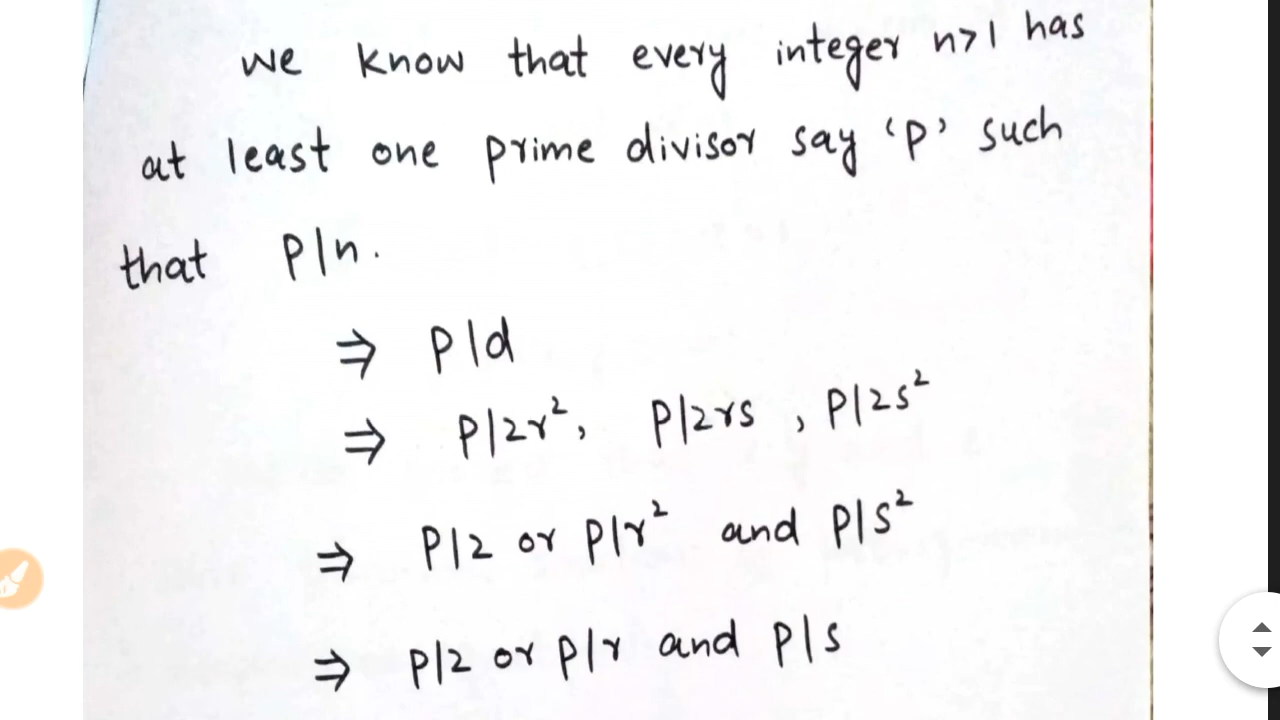 we know that every integer n>1 has
at least one prime divisor say 'p' such
that P|n.
⇒ P|d
⇒ P|2r², P|2rs, P|2s²
⇒ P|2 or P|r² and P|s²
⇒ P|2 or P|r and P|s